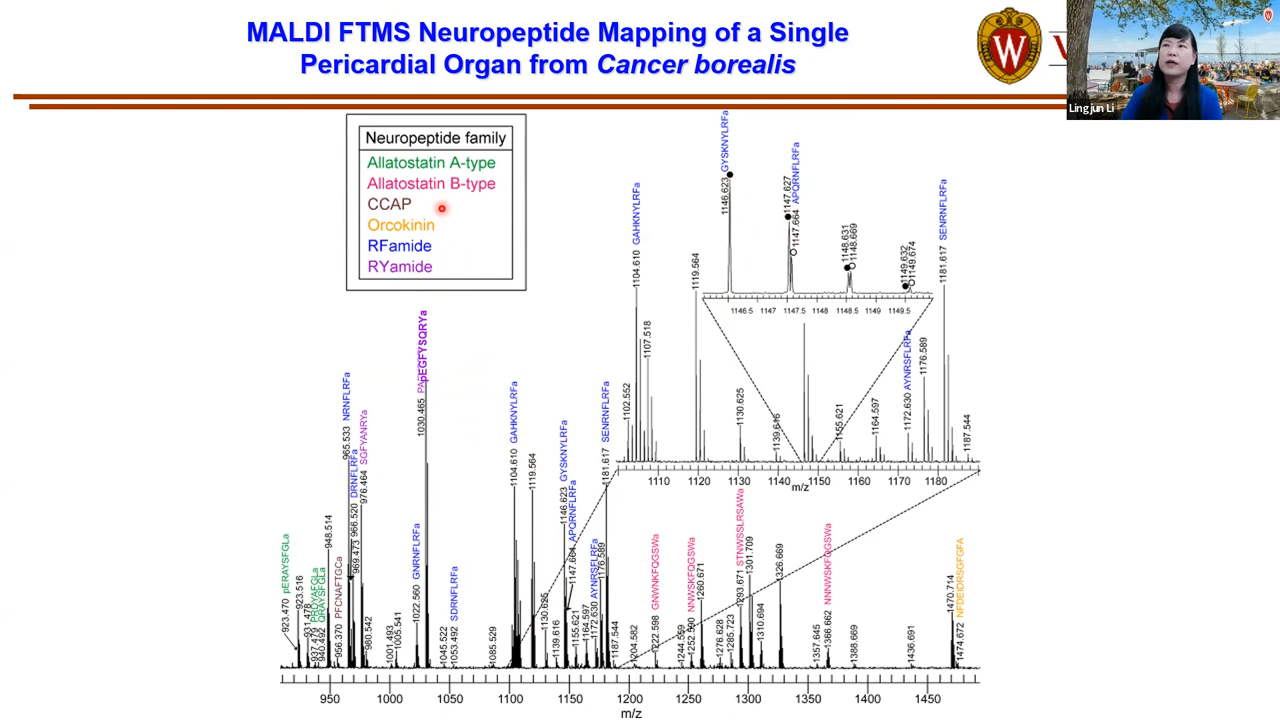 MALDI FTMS Neuropeptide Mapping of a Single
Pericardial Organ from Cancer borealis
W
Lingjun Li
Neuropeptide family
Allatostatin A-type
Allatostatin B-type
CCAP
Orcokinin
RFamide
RYamide
1146.623 GYSKNYLRFa
1147.627
1147.664 APQRNFLRFa
1148.631
1148.669
1149.632
1149.674
1146.5 1147 1147.5 1148 1148.5 1149 1149.5
1102.552
1104.610 GAHKNYLRFa
1107.518
1119.564
1130.625
1139.616
1155.621
1164.597
1172.630 AYNRSFLRFa
1176.589
1181.617 SENRNFLRFa
1187.544
1110 1120 1130 1140 1150 1160 1170 1180
m/z
923.470 pERAYSFGLa
923.516
931.478
940.492 QRAYSFGLa
948.514
956.370 PFCNAFTGCa
965.533 NRNFLRFa
966.520 DRNFLRFa
969.473
976.464 SGFYANRYa
980.542
1001.493
1005.541
1022.560 GNRNFLRFa
1030.465
pEGFYSQRYa
1045.522
1053.492 SDRNFLRFa
1085.529
1104.610 GAHKNYLRFa
1119.564
1130.625
1139.616
1146.623 GYSKNYLRFa
1147.664 APQRNFLRFa
1155.621
1164.597
1172.630 AYNRSFLRFa
1176.589
1181.617 SENRNFLRFa
1187.544
1204.582
1222.598 GNWNKFQGSWa
1244.559
1252.590 NNWSKFQGSWa
1260.671
1276.628
1285.723
1293.671 STNWSSLRSAWa
1301.709
1310.694
1326.669
1357.645
1366.662 NNNWSKFQGSWa
1388.669
1436.691
1470.714
1474.672 NFDEIDRSGFGFA
950 1000 1050 1100 1150 1200 1250 1300 1350 1400 1450
m/z